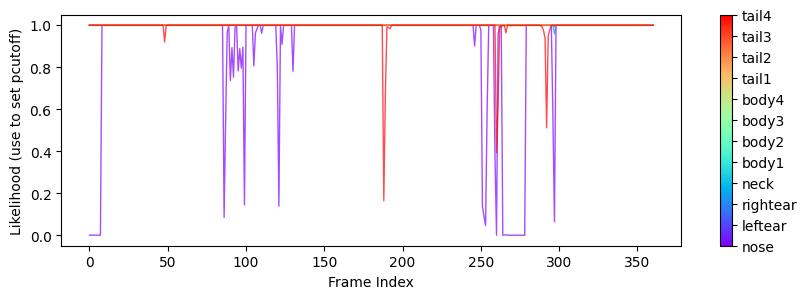 Likelihood (use to set pcutoff)
1.0
0.8
0.6
0.4
0.2
0.0
0
50
100
150
200
250
300
350
Frame Index
tail4
tail3
tail2
tail1
body4
body3
body2
body1
neck
rightear
leftear
nose